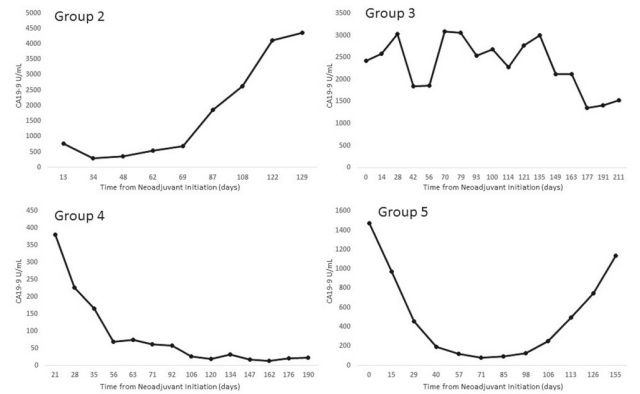 Group 2
5000
4500
4000
3500
3000
2500
2000
1500
1000
500
0
CA19-9 U/mL
13 34 48 62 69 87 108 122 129
Time from Neoadjuvant Initiation (days)
Group 3
3500
3000
2500
2000
1500
1000
500
0
CA19-9 U/mL
0 14 28 42 56 70 79 93 100 114 121 135 149 163 177 191 211
Time from Neoadjuvant Initiation (days)
Group 4
450
400
350
300
250
200
150
100
50
0
CA19-9 U/mL
21 28 35 56 63 71 92 106 120 134 147 162 176 190
Time from Neoadjuvant Initiation (days)
Group 5
1600
1400
1200
1000
800
600
400
200
0
CA19-9 U/mL
0 15 29 40 57 71 85 98 106 113 126 155
Time from Neoadjuvant Initiation (days)